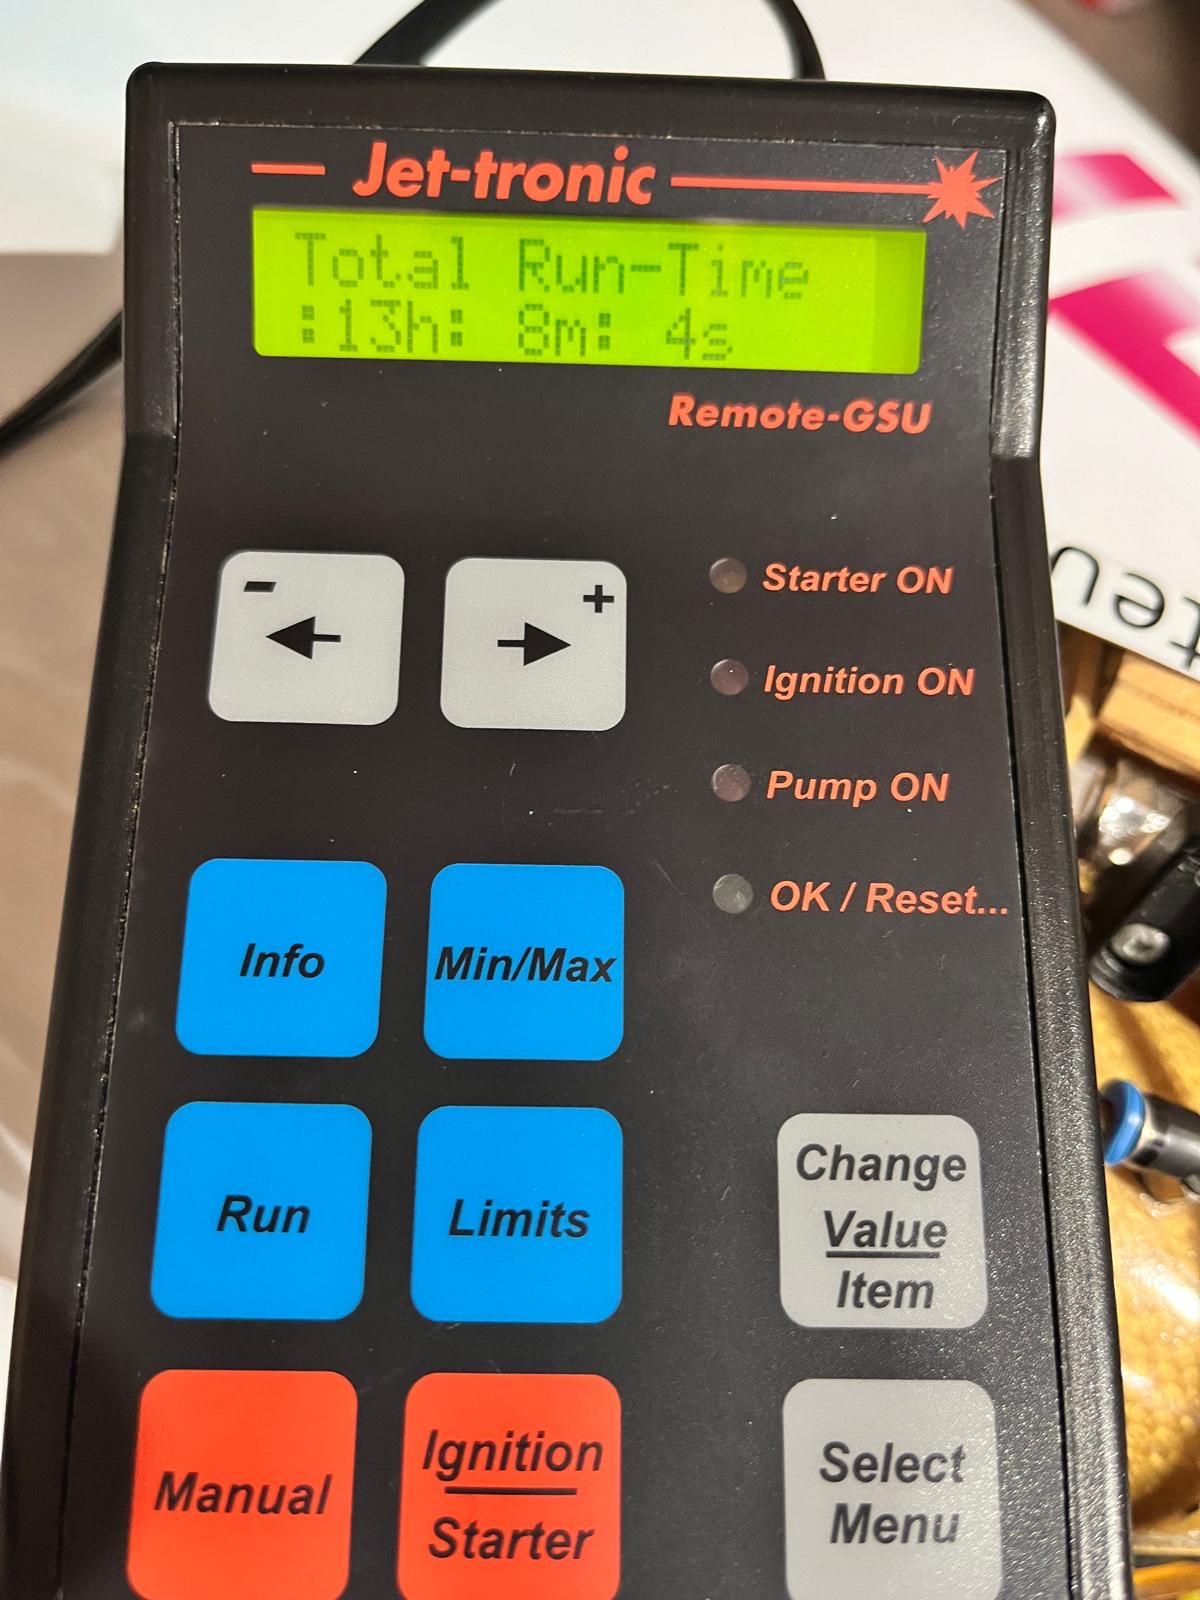 Jet-tronic
Total Run-Time
:13h: 8m: 4s
Remote-GSU
-
+
Starter ON
Ignition ON
Pump ON
OK / Reset...
Info
Min/Max
Run
Limits
Change
Value
Item
Manual
Ignition
Starter
Select
Menu